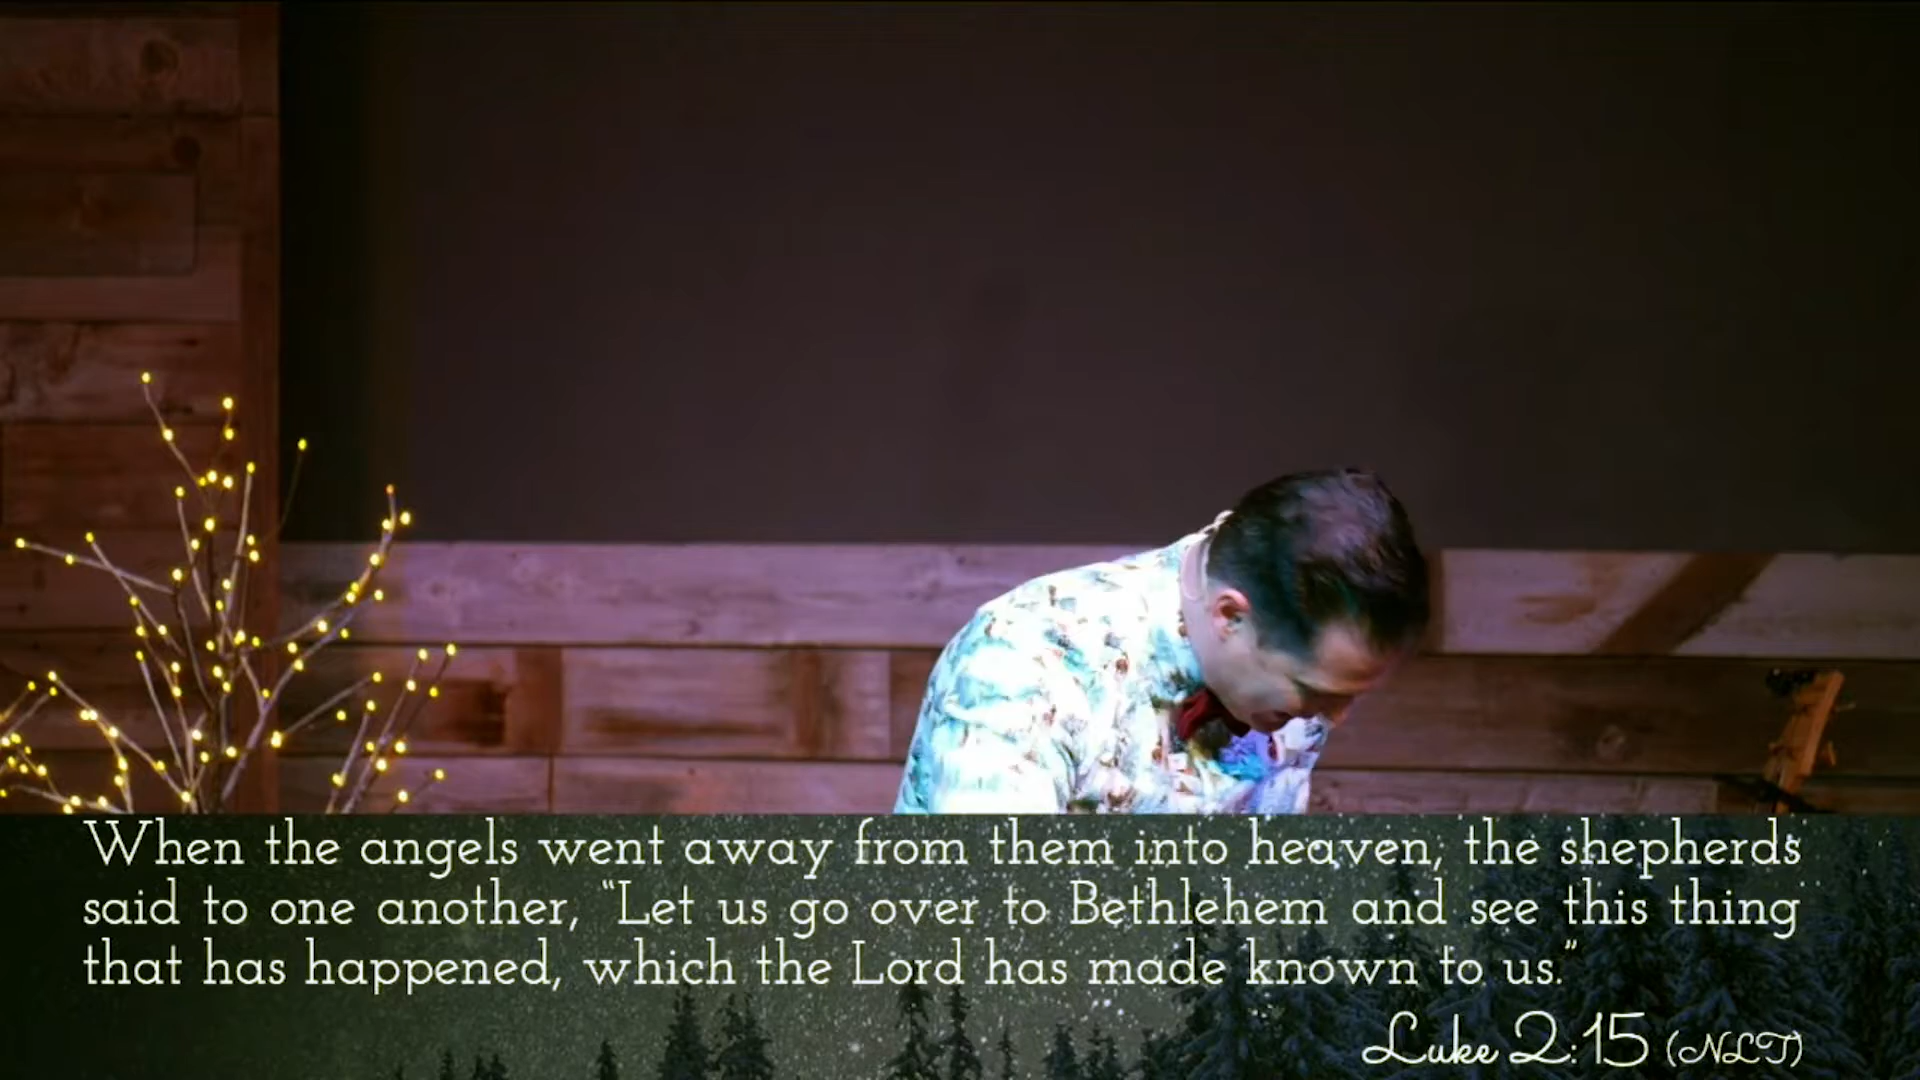 When the angels went away from them into heaven, the shepherds
said to one another, “Let us go over to Bethlehem and see this thing
that has happened, which the Lord has made known to us.”
Luke 2:15 (NLT)